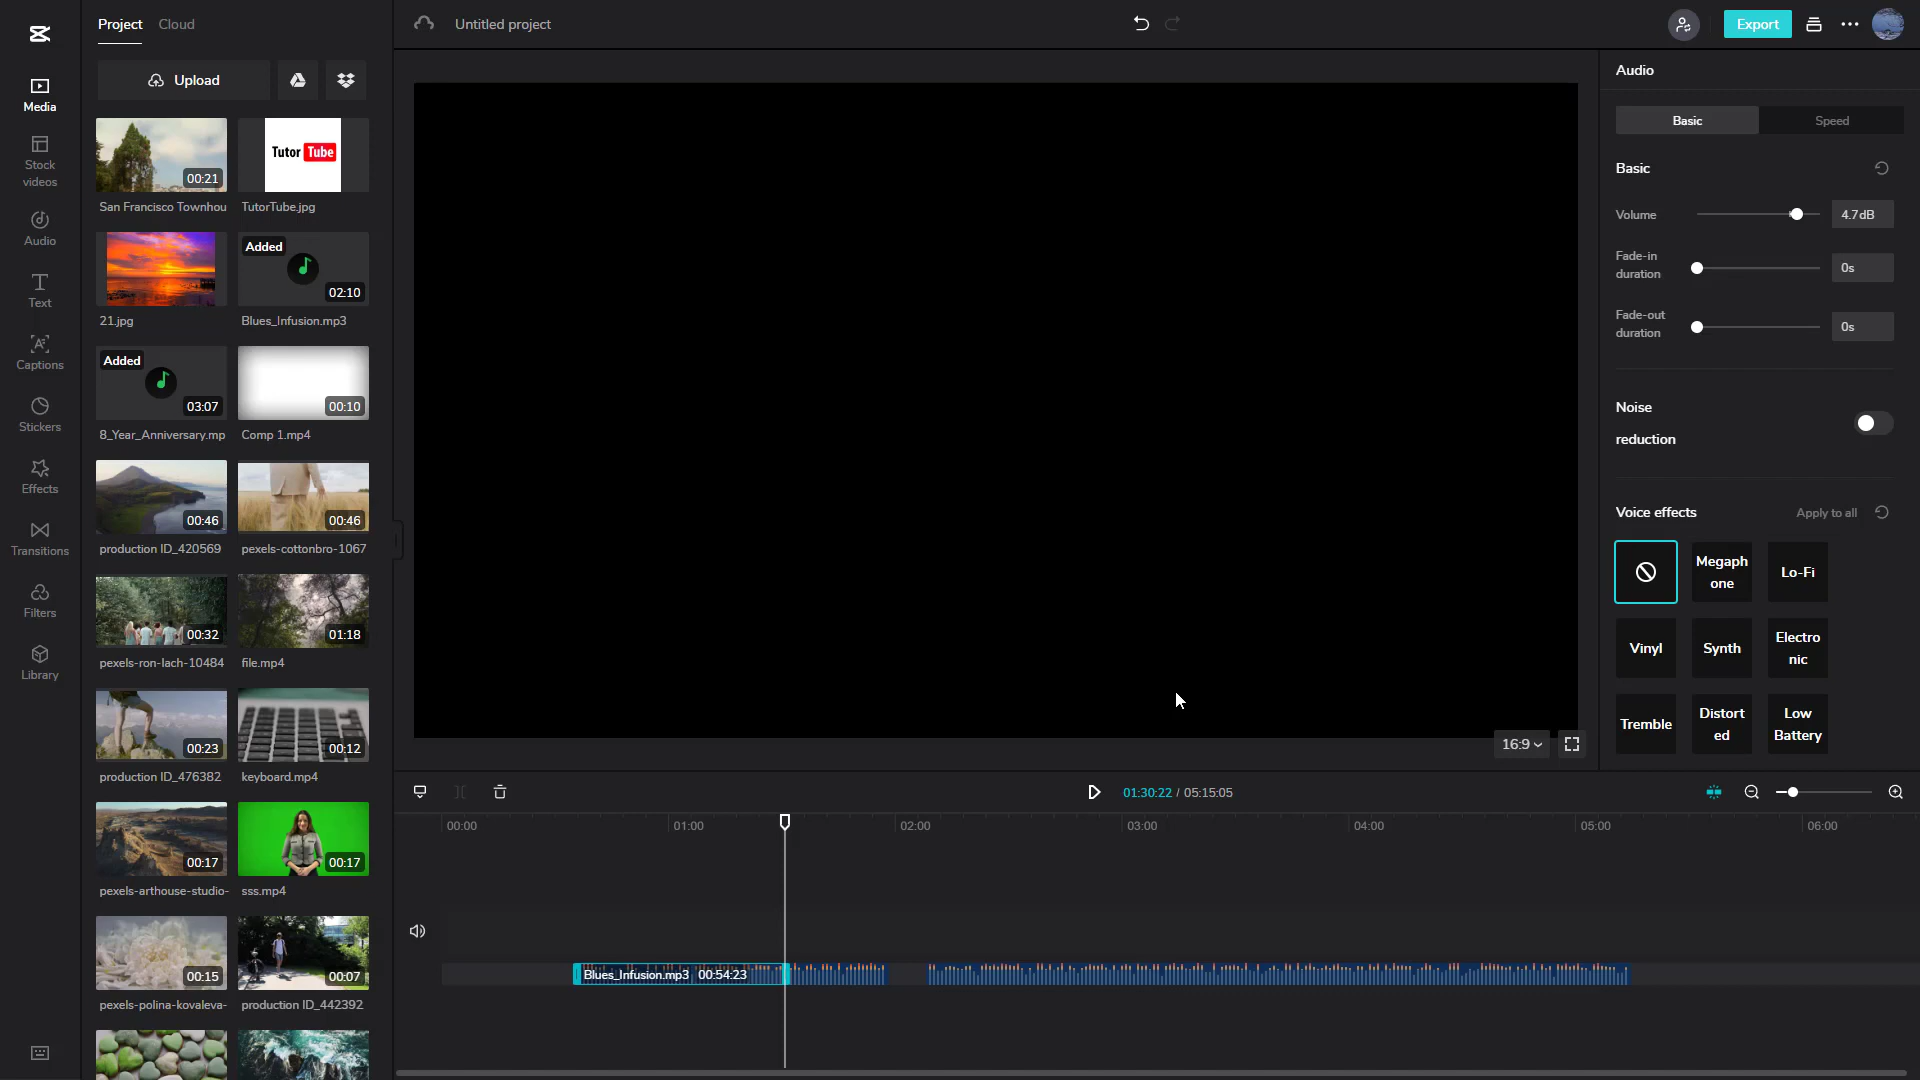 Project
Cloud
Untitled project
Export
Upload
Media
Stock
videos
Audio
Text
Captions
Stickers
Effects
Transitions
Filters
Library
00:21
San Francisco Townhou
Tutor Tube
TutorTube.jpg
21.jpg
Added
02:10
Blues_Infusion.mp3
Added
03:07
8_Year_Anniversary.mp
00:10
Comp 1.mp4
00:46
production ID_420569
00:46
pexels-cottonbro-1067
00:32
pexels-ron-lach-10484
01:18
file.mp4
00:23
production ID_476382
00:12
keyboard.mp4
00:17
pexels-arthouse-studio-
00:17
sss.mp4
00:15
pexels-polina-kovaleva-
00:07
production ID_442392
16:9
Audio
Basic
Speed
Basic
Volume
4.7dB
Fade-in
duration
0s
Fade-out
duration
0s
Noise
reduction
Voice effects
Apply to all
Megaph
one
Lo-Fi
Vinyl
Synth
Electro
nic
Tremble
Distort
ed
Low
Battery
01:30:22 / 05:15:05
00:00
01:00
02:00
03:00
04:00
05:00
06:00
Blues_Infusion.mp3 00:54:23